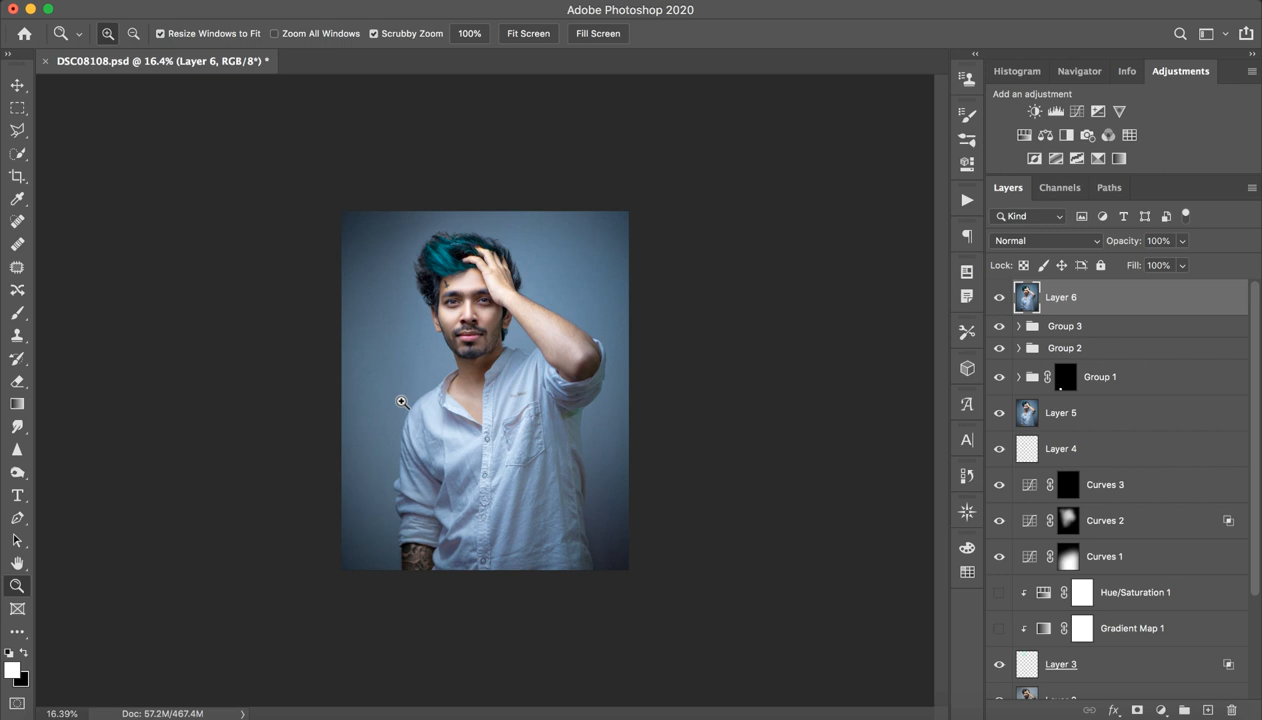 Adobe Photoshop 2020
Resize Windows to Fit Zoom All Windows Scrubby Zoom 100% Fit Screen Fill Screen
DSC08108.psd @ 16.4% (Layer 6, RGB/8*) *
Histogram Navigator Info Adjustments
Add an adjustment
Layers Channels Paths
Kind
Normal Opacity: 100%
Lock: Fill: 100%
Layer 6
Group 3
Group 2
Group 1
Layer 5
Layer 4
Curves 3
Curves 2
Curves 1
Hue/Saturation 1
Gradient Map 1
Layer 3
fx
16.39% Doc: 57.2M/467.4M